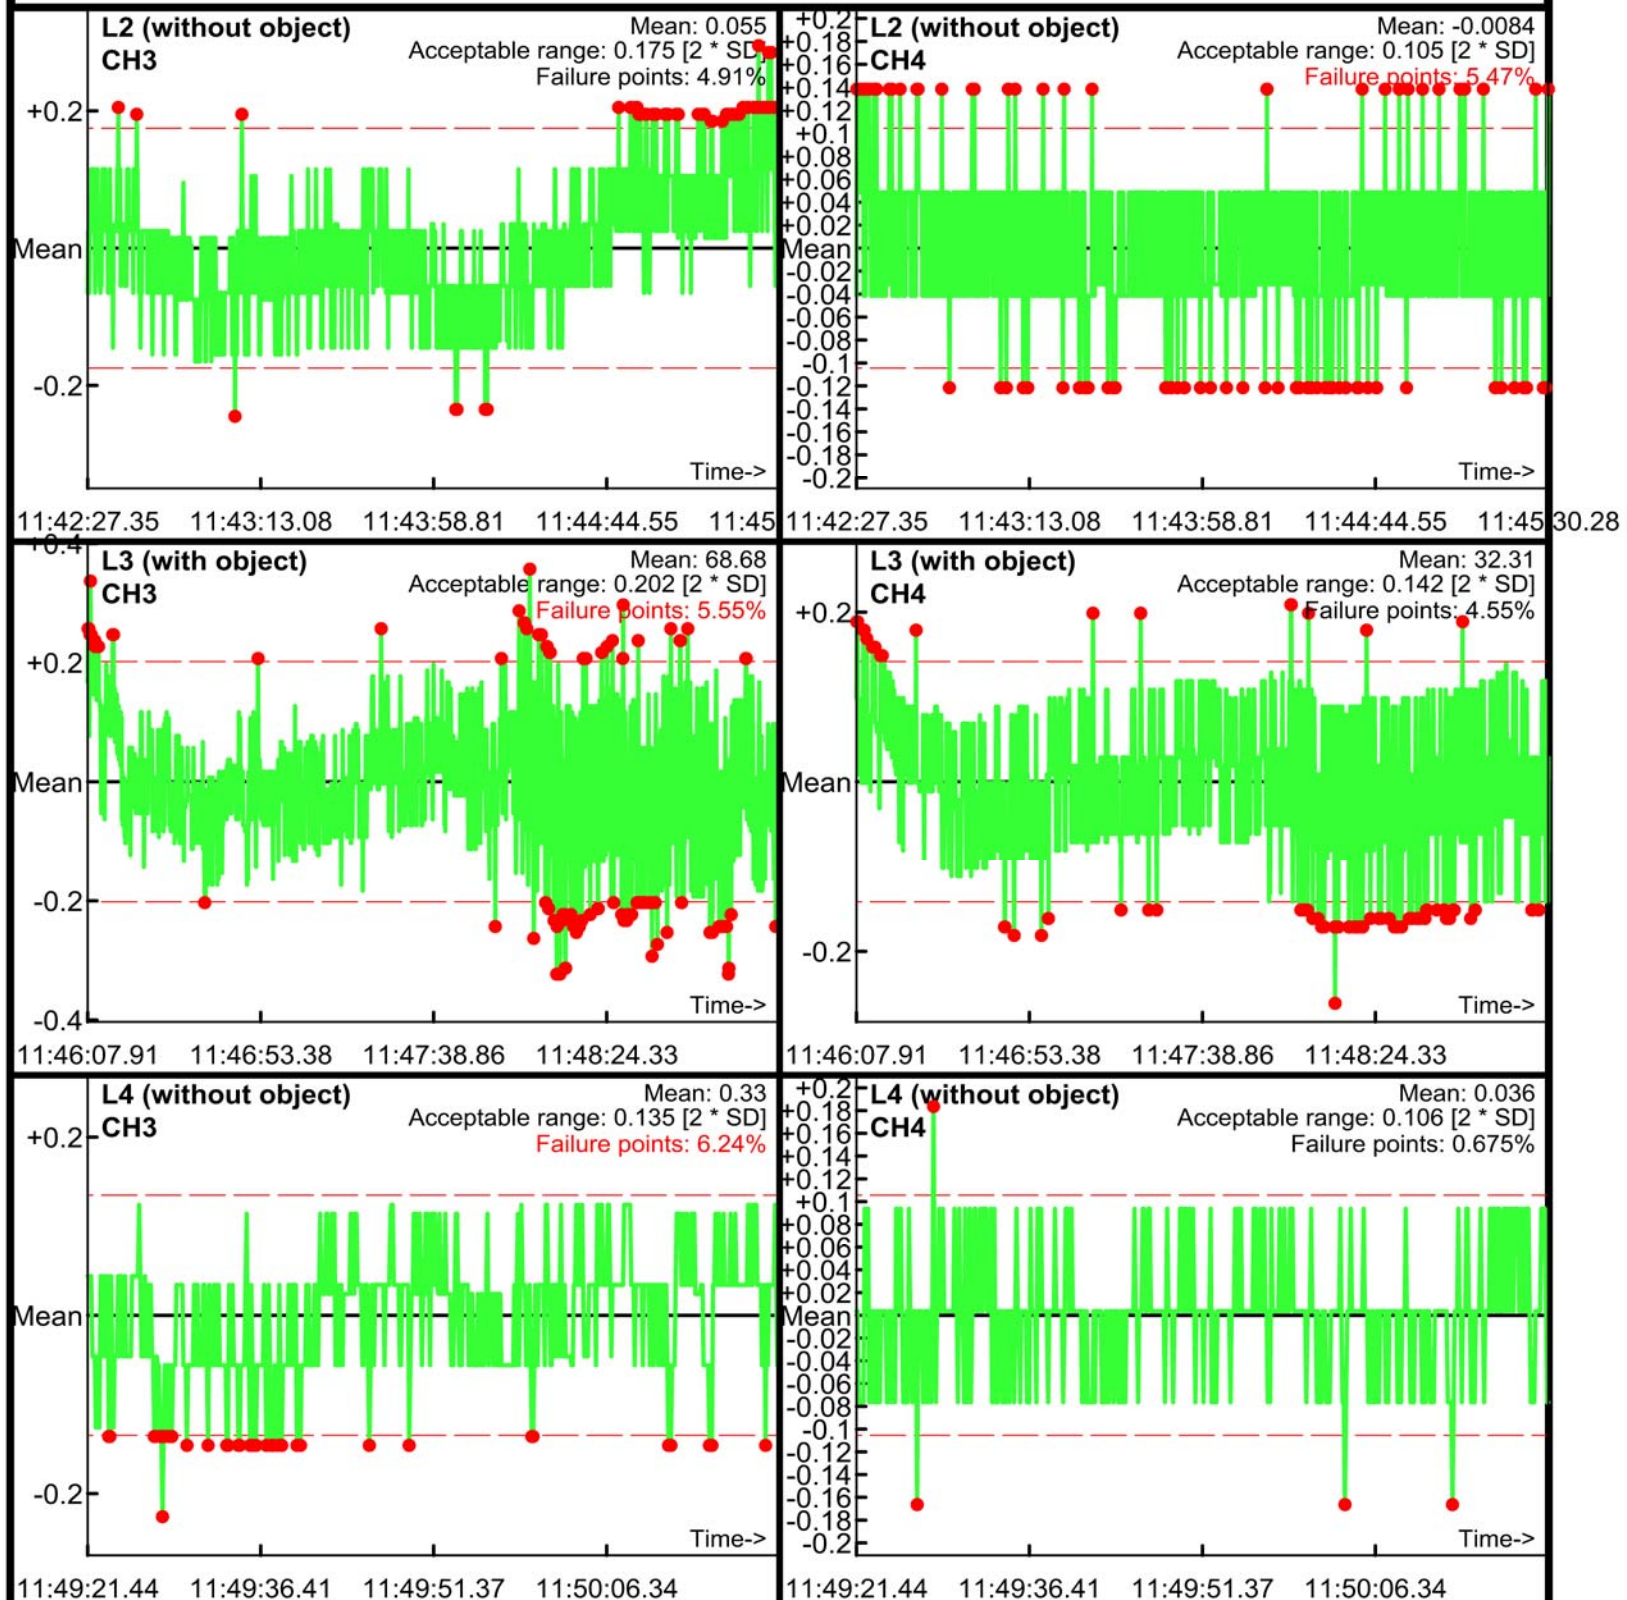 L2 (without object)
CH3
Mean: 0.055
Acceptable range: 0.175 [2 * SD]
Failure points: 4.91%
+0.2
Mean
-0.2
Time->
11:42:27.35 11:43:13.08 11:43:58.81 11:44:44.55 11:45
L2 (without object)
CH4
Mean: -0.0084
Acceptable range: 0.105 [2 * SD]
Failure points: 5.47%
+0.2
+0.18
+0.16
+0.14
+0.12
+0.1
+0.08
+0.06
+0.04
+0.02
Mean
-0.02
-0.04
-0.06
-0.08
-0.1
-0.12
-0.14
-0.16
-0.18
-0.2
Time->
11:42:27.35 11:43:13.08 11:43:58.81 11:44:44.55 11:45:30.28
+0.4
L3 (with object)
CH3
Mean: 68.68
Acceptable range: 0.202 [2 * SD]
Failure points: 5.55%
+0.2
Mean
-0.2
-0.4
Time->
11:46:07.91 11:46:53.38 11:47:38.86 11:48:24.33
L3 (with object)
CH4
Mean: 32.31
Acceptable range: 0.142 [2 * SD]
Failure points: 4.55%
+0.2
Mean
-0.2
Time->
11:46:07.91 11:46:53.38 11:47:38.86 11:48:24.33
L4 (without object)
CH3
Mean: 0.33
Acceptable range: 0.135 [2 * SD]
Failure points: 6.24%
+0.2
Mean
-0.2
Time->
11:49:21.44 11:49:36.41 11:49:51.37 11:50:06.34
L4 (without object)
CH4
Mean: 0.036
Acceptable range: 0.106 [2 * SD]
Failure points: 0.675%
+0.2
+0.18
+0.16
+0.14
+0.12
+0.1
+0.08
+0.06
+0.04
+0.02
Mean
-0.02
-0.04
-0.06
-0.08
-0.1
-0.12
-0.14
-0.16
-0.18
-0.2
Time->
11:49:21.44 11:49:36.41 11:49:51.37 11:50:06.34